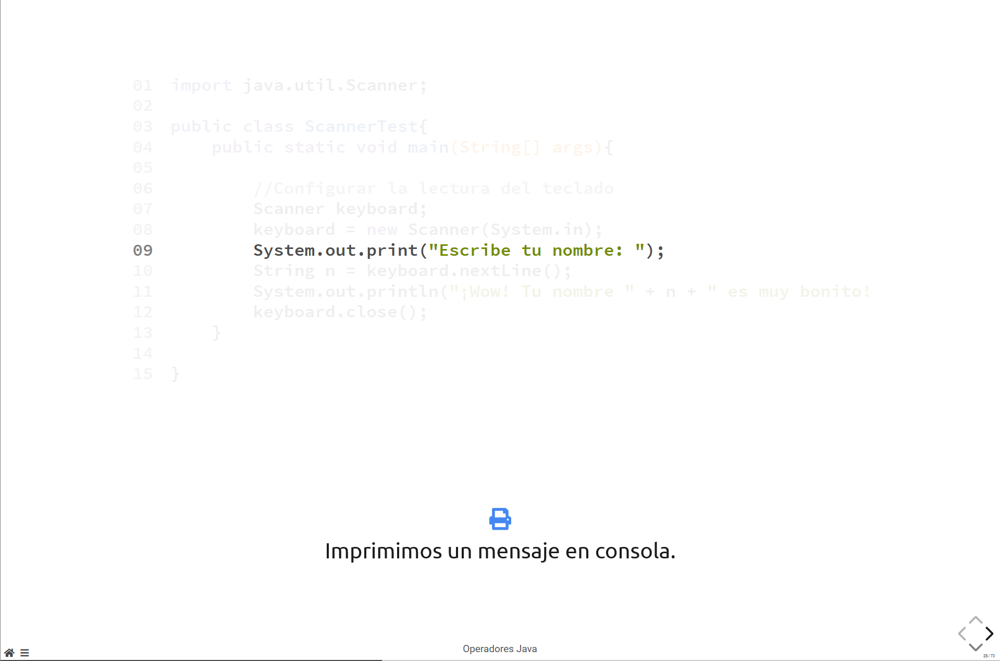 01 import java.util.Scanner;
02
03 public class ScannerTest{
04     public static void main(String[] args){
05
06         //Configurar la lectura del teclado
07         Scanner keyboard;
08         keyboard = new Scanner(System.in);
09         System.out.print("Escribe tu nombre: ");
10         String n = keyboard.nextLine();
11         System.out.println("¡Wow! Tu nombre " + n + " es muy bonito!
12         keyboard.close();
13     }
14
15 }
Imprimimos un mensaje en consola.
Operadores Java
28 / 73